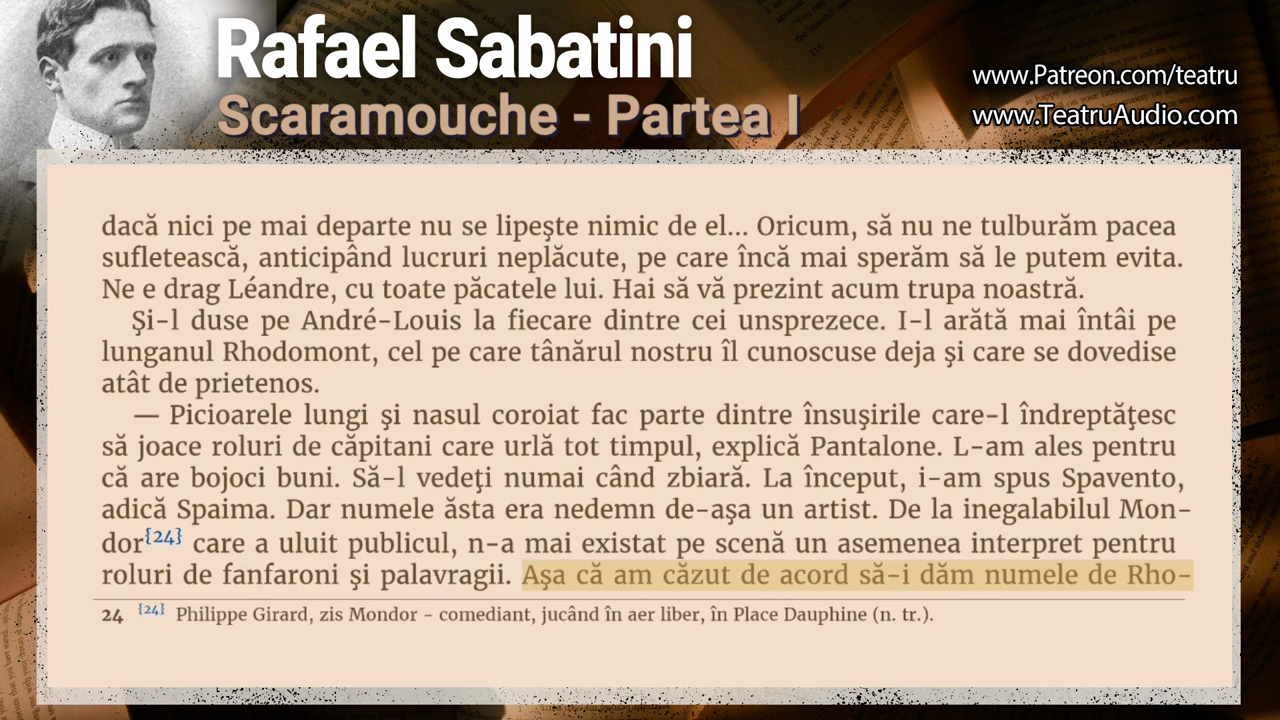 Rafael Sabatini
Scaramouche - Partea I
www.Patreon.com/teatru
www.TeatruAudio.com
dacă nici pe mai departe nu se lipeşte nimic de el... Oricum, să nu ne tulburăm pacea
sufletească, anticipând lucruri neplăcute, pe care încă mai sperăm să le putem evita.
Ne e drag Léandre, cu toate păcatele lui. Hai să vă prezint acum trupa noastră.
Şi-l duse pe André-Louis la fiecare dintre cei unsprezece. I-l arătă mai întâi pe
lunganul Rhodomont, cel pe care tânărul nostru îl cunoscuse deja şi care se dovedise
atât de prietenos.
— Picioarele lungi şi nasul coroiat fac parte dintre însuşirile care-l îndreptăţesc
să joace roluri de căpitani care urlă tot timpul, explică Pantalone. L-am ales pentru
că are bojoci buni. Să-l vedeţi numai când zbiară. La început, i-am spus Spavento,
adică Spaima. Dar numele ăsta era nedemn de-aşa un artist. De la inegalabilul Mon-
dor{24} care a uluit publicul, n-a mai existat pe scenă un asemenea interpret pentru
roluri de fanfaroni şi palavragii. Aşa că am căzut de acord să-i dăm numele de Rho-
24 {24} Philippe Girard, zis Mondor - comediant, jucând în aer liber, în Place Dauphine (n. tr.).